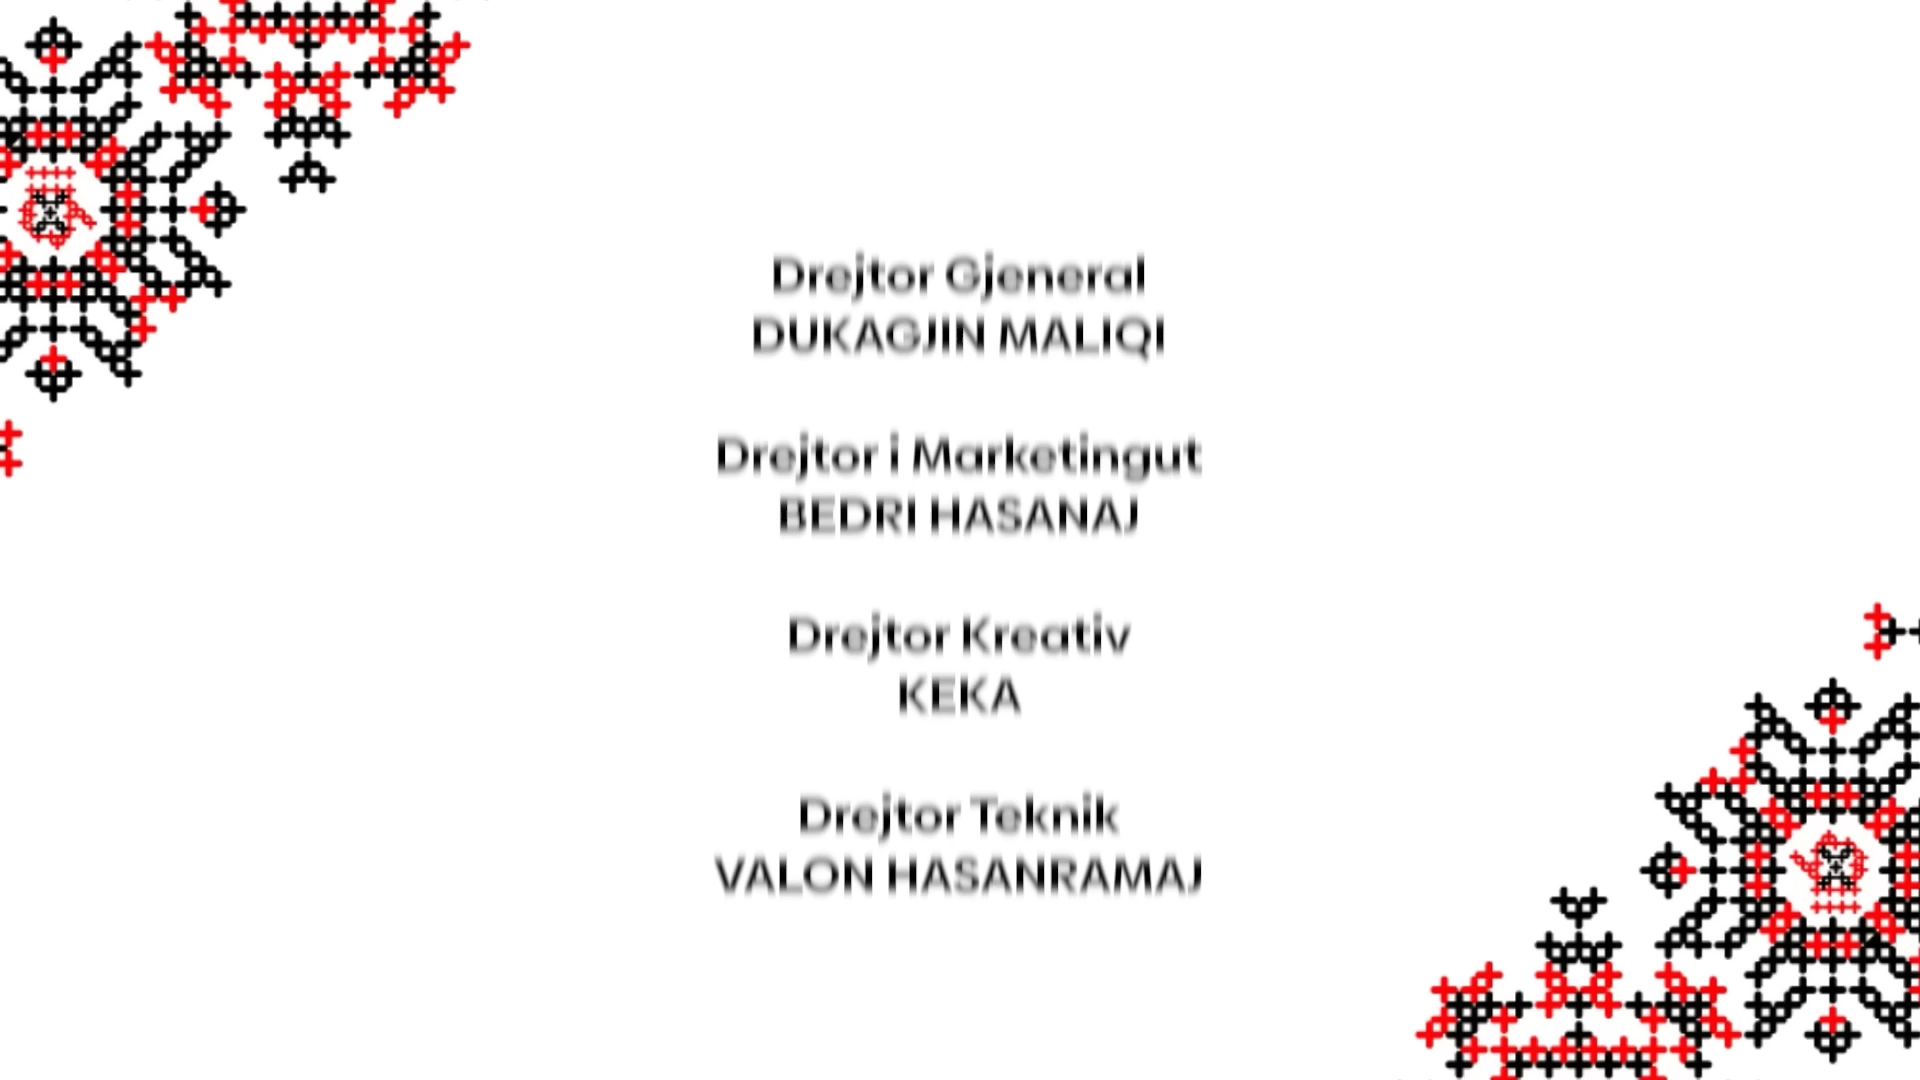 Drejtor Gjeneral
DUKAGJIN MALIQI
Drejtor i Marketingut
BEDRI HASANAJ
Drejtor Kreativ
KEKA
Drejtor Teknik
VALON HASANRAMAJ